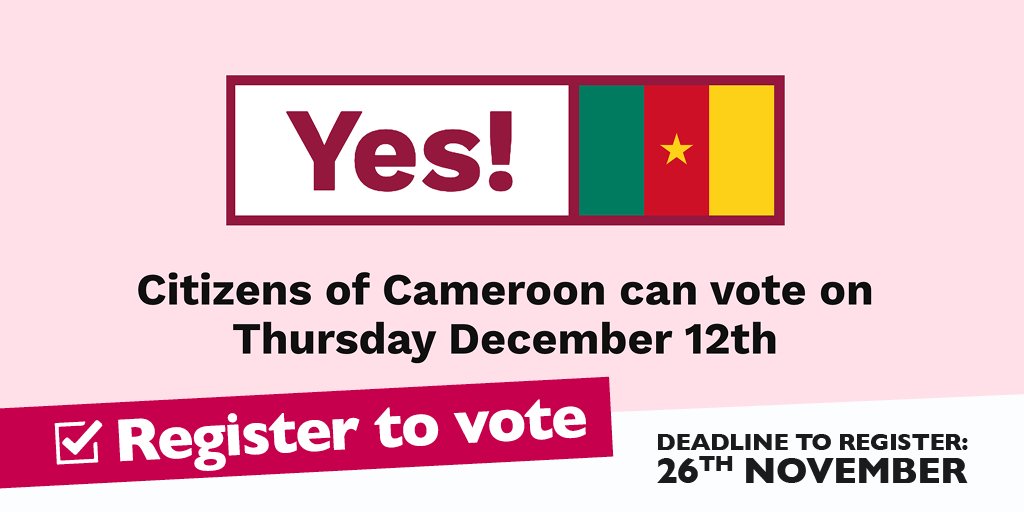 Yes!
Citizens of Cameroon can vote on
Thursday December 12th
Register to vote
DEADLINE TO REGISTER:
26TH NOVEMBER